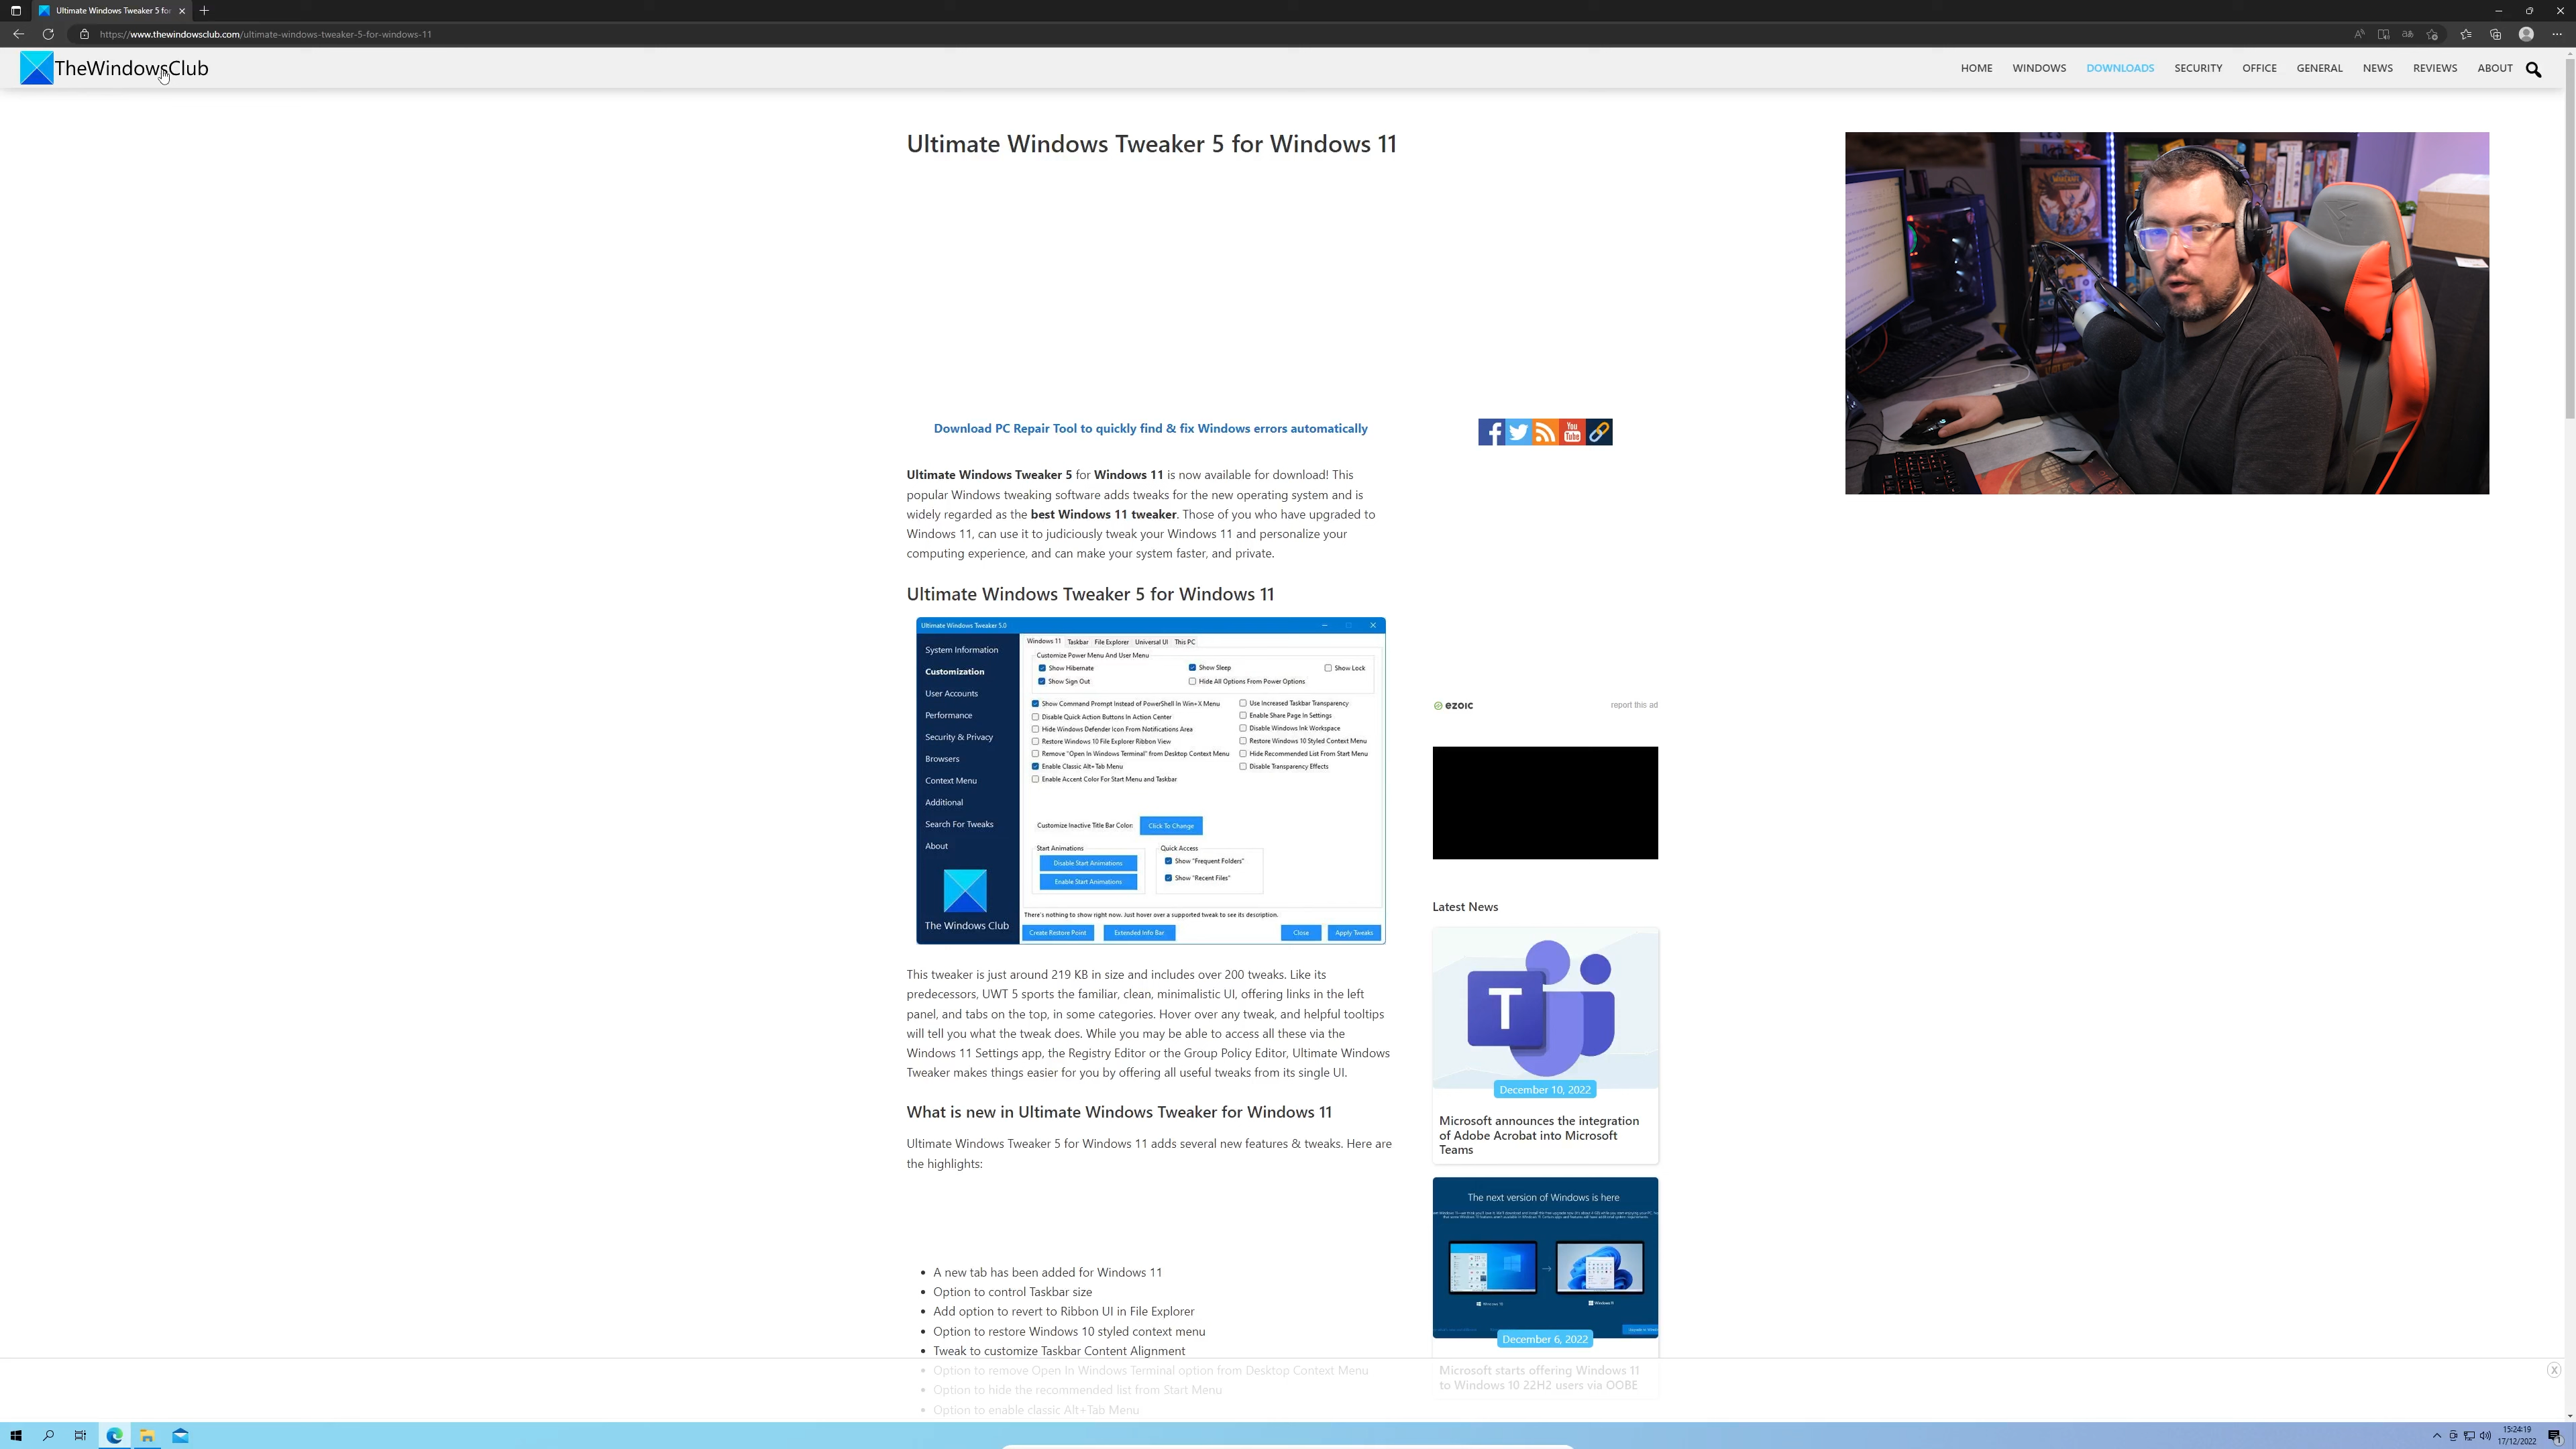 Ultimate Windows Tweaker 5 for
https://www.thewindowsclub.com/ultimate-windows-tweaker-5-for-windows-11
TheWindowsClub
HOME WINDOWS DOWNLOADS SECURITY OFFICE GENERAL NEWS REVIEWS ABOUT
Ultimate Windows Tweaker 5 for Windows 11
Download PC Repair Tool to quickly find & fix Windows errors automatically
You
Tube
Ultimate Windows Tweaker 5 for Windows 11 is now available for download! This
popular Windows tweaking software adds tweaks for the new operating system and is
widely regarded as the best Windows 11 tweaker. Those of you who have upgraded to
Windows 11, can use it to judiciously tweak your Windows 11 and personalize your
computing experience, and can make your system faster, and private.
Ultimate Windows Tweaker 5 for Windows 11
Ultimate Windows Tweaker 5.0
System Information
Customization
User Accounts
Performance
Security & Privacy
Browsers
Context Menu
Additional
Search For Tweaks
About
The Windows Club
Windows 11 Taskbar File Explorer Universal UI This PC
Customize Power Menu And User Menu
Show Hibernate Show Sleep Show Lock
Show Sign Out Hide All Options From Power Options
Show Command Prompt Instead of PowerShell In Win+X Menu Use Increased Taskbar Transparency
Disable Quick Action Buttons In Action Center Enable Share Page In Settings
Hide Windows Defender Icon From Notifications Area Disable Windows Ink Workspace
Restore Windows 10 File Explorer Ribbon View Restore Windows 10 Styled Context Menu
Remove "Open In Windows Terminal" from Desktop Context Menu Hide Recommended List From Start Menu
Enable Classic Alt+Tab Menu Disable Transparency Effects
Enable Accent Color For Start Menu and Taskbar
Customize Inactive Title Bar Color: Click To Change
Start Animations Quick Access
Disable Start Animations Show "Frequent Folders"
Enable Start Animations Show "Recent Files"
There's nothing to show right now. Just hover over a supported tweak to see its description.
Create Restore Point Extended Info Bar Close Apply Tweaks
This tweaker is just around 219 KB in size and includes over 200 tweaks. Like its
predecessors, UWT 5 sports the familiar, clean, minimalistic UI, offering links in the left
panel, and tabs on the top, in some categories. Hover over any tweak, and helpful tooltips
will tell you what the tweak does. While you may be able to access all these via the
Windows 11 Settings app, the Registry Editor or the Group Policy Editor, Ultimate Windows
Tweaker makes things easier for you by offering all useful tweaks from its single UI.
What is new in Ultimate Windows Tweaker for Windows 11
Ultimate Windows Tweaker 5 for Windows 11 adds several new features & tweaks. Here are
the highlights:
• A new tab has been added for Windows 11
• Option to control Taskbar size
• Add option to revert to Ribbon UI in File Explorer
• Option to restore Windows 10 styled context menu
• Tweak to customize Taskbar Content Alignment
• Option to remove Open In Windows Terminal option from Desktop Context Menu
• Option to hide the recommended list from Start Menu
• Option to enable classic Alt+Tab Menu
ezoic report this ad
Latest News
T
December 10, 2022
Microsoft announces the integration
of Adobe Acrobat into Microsoft
Teams
The next version of Windows is here
Windows 10 Windows 11
December 6, 2022
Microsoft starts offering Windows 11
to Windows 10 22H2 users via OOBE
15:24:19
17/12/2022